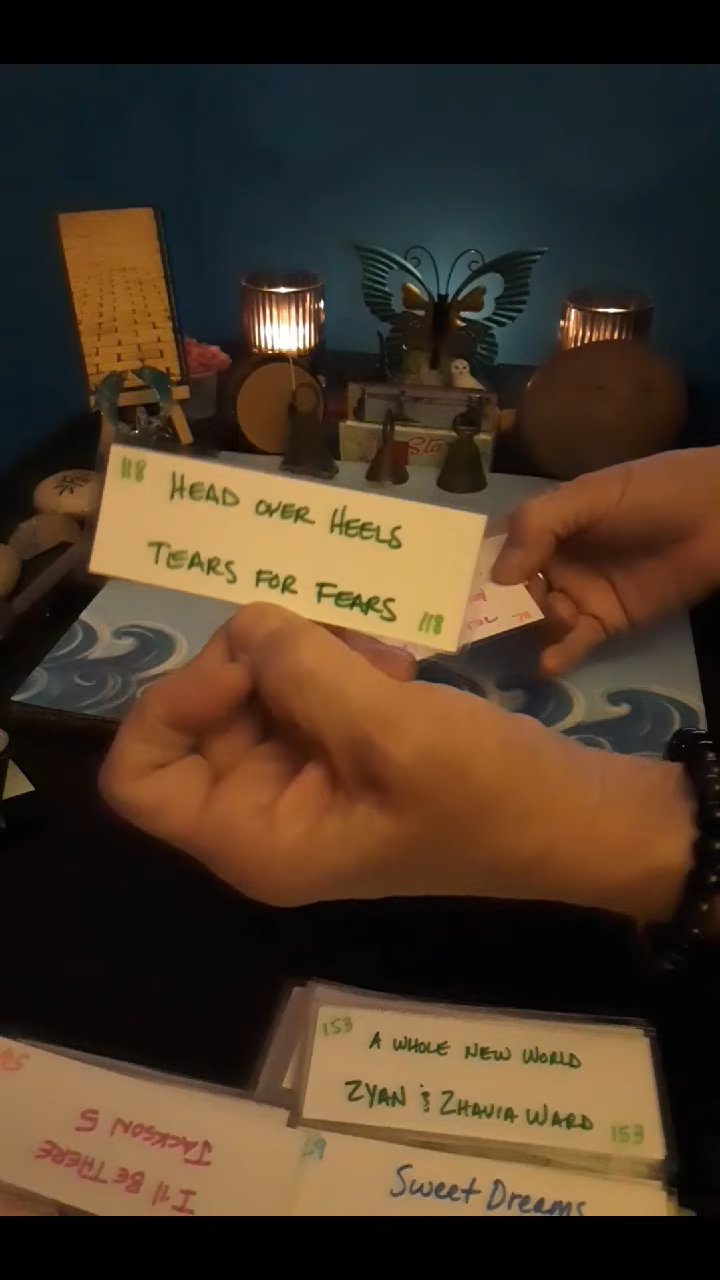 118
HEAD OVER HEELS
TEARS FOR FEARS
118
Sta
153
A WHOLE NEW WORLD
ZYAN & ZHAVIA WARD
153
I'll BE THERE
JACKSON 5
Sweet Dreams